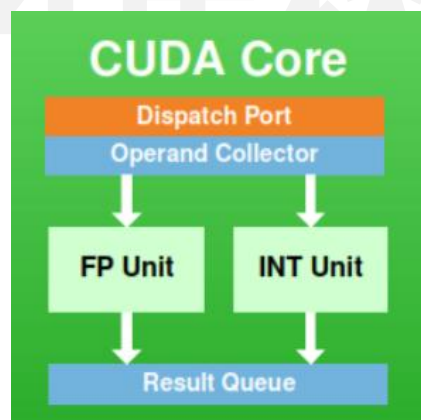 CUDA Core
Dispatch Port
Operand Collector
FP Unit
INT Unit
Result Queue